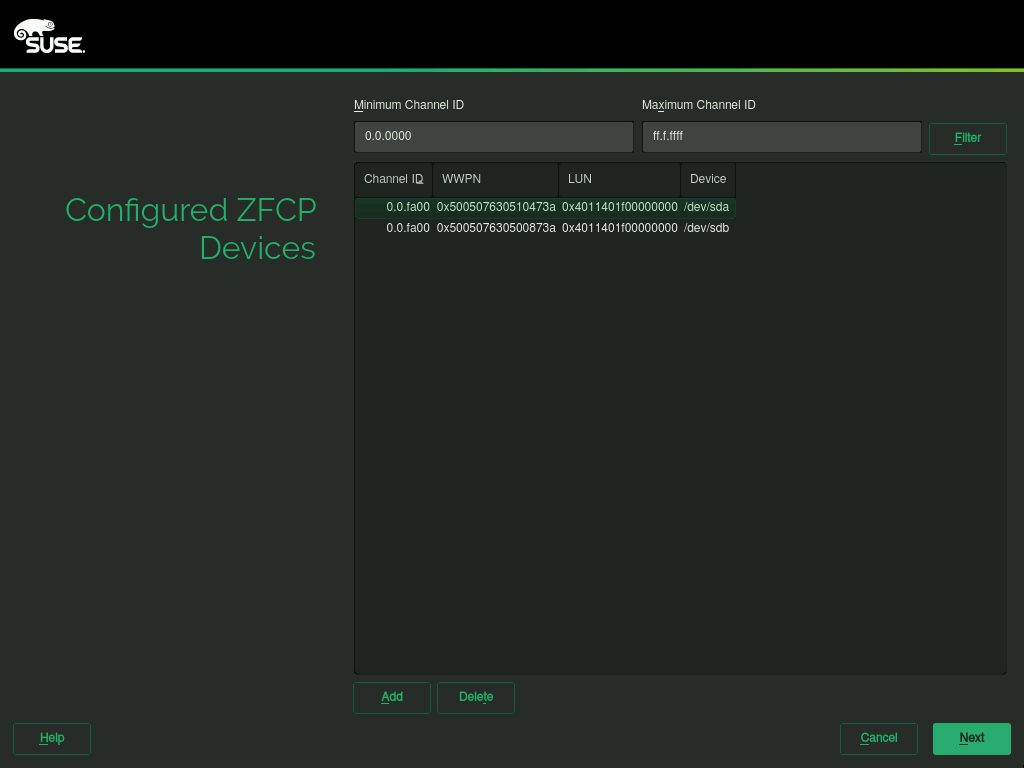 SUSE.
Minimum Channel ID Maximum Channel ID
0.0.0000 ff.f.ffff Filter
Channel ID WWPN LUN Device
Configured ZFCP
Devices
0.0.fa00 0x500507630510473a 0x4011401f00000000 /dev/sda
0.0.fa00 0x500507630500873a 0x4011401f00000000 /dev/sdb
Add Delete
Help Cancel Next